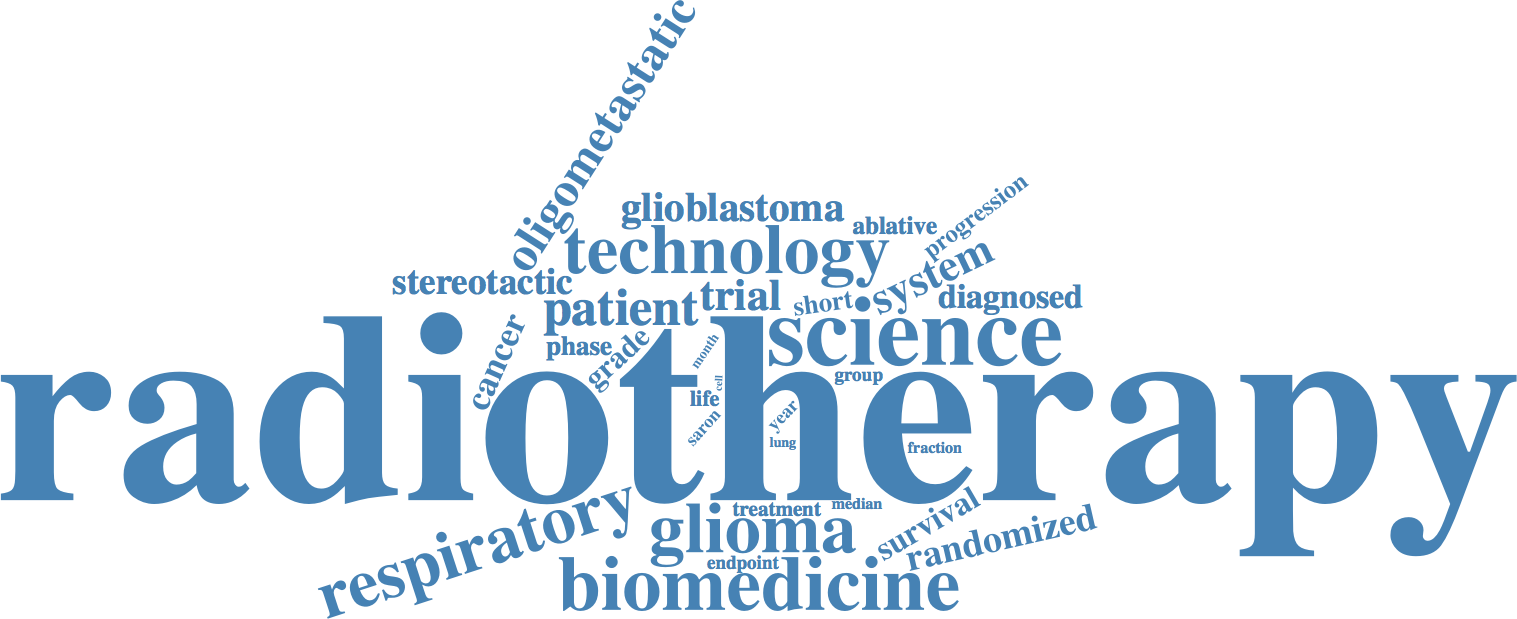 oligometastatic
glioblastoma
ablative
progression
technology
system
stereotactic
patient
trial
short
diagnosed
science
phase
grade
cancer
month
cell
group
life
radiotherapy
saron
year
lung
fraction
respiratory
treatment
median
glioma
survival
randomized
endpoint
biomedicine